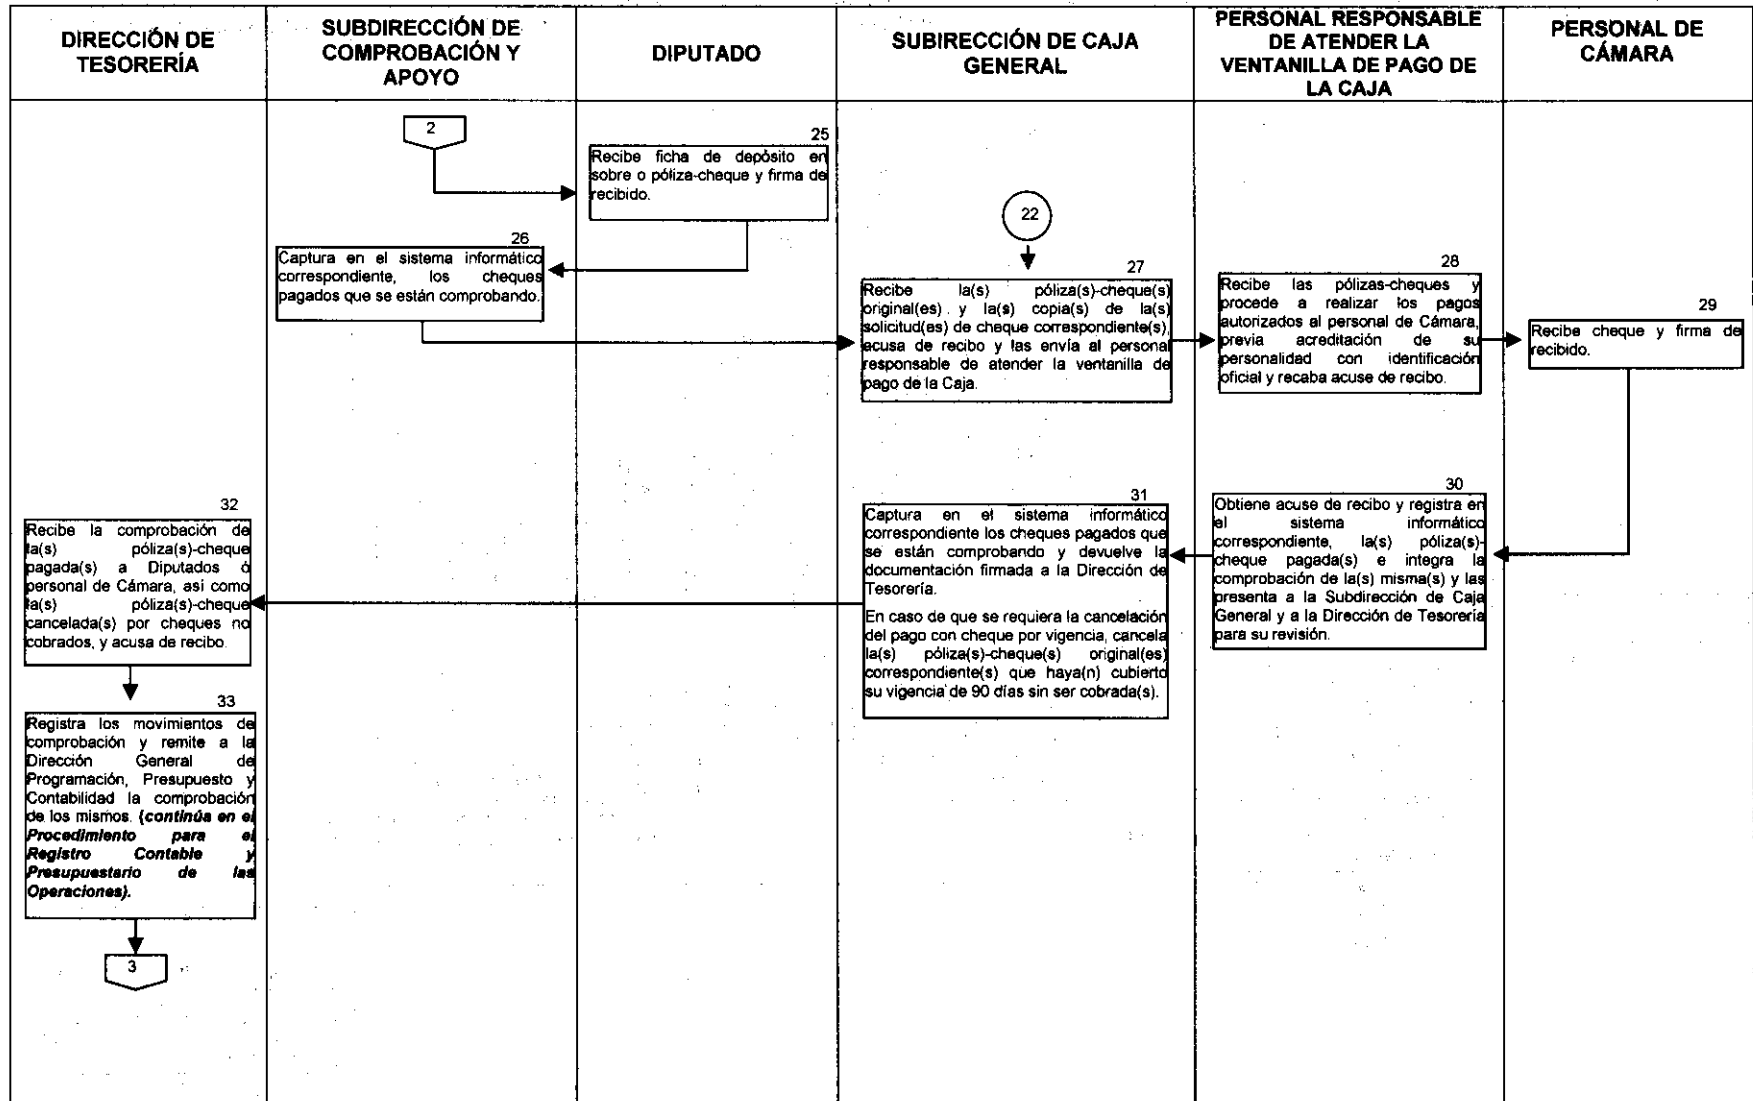 DIRECCIÓN DE
TESORERÍA
SUBDIRECCIÓN DE
COMPROBACIÓN Y
APOYO
DIPUTADO
SUBIRECCIÓN DE CAJA
GENERAL
PERSONAL RESPONSABLE
DE ATENDER LA
VENTANILLA DE PAGO DE
LA CAJA
PERSONAL DE
CÁMARA
2
25
Recibe ficha de depósito en
sobre o póliza-cheque y firma de
recibido.
26
Captura en el sistema informático
correspondiente, los cheques
pagados que se están comprobando.
22
27
Recibe la(s) póliza(s)-cheque(s)
original(es) y la(s) copia(s) de la(s)
solicitud(es) de cheque correspondiente(s),
acusa de recibo y las envía al personal
responsable de atender la ventanilla de
pago de la Caja.
28
Recibe las pólizas-cheques y
procede a realizar los pagos
autorizados al personal de Cámara,
previa acreditación de su
personalidad con identificación
oficial y recaba acuse de recibo.
29
Recibe cheque y firma de
recibido.
30
Obtiene acuse de recibo y registra en
el sistema informático
correspondiente, la(s) póliza(s)-
cheque pagada(s) e integra la
comprobación de la(s) misma(s) y las
presenta a la Subdirección de Caja
General y a la Dirección de Tesorería
para su revisión.
31
Captura en el sistema informático
correspondiente los cheques pagados que
se están comprobando y devuelve la
documentación firmada a la Dirección de
Tesorería.
En caso de que se requiera la cancelación
del pago con cheque por vigencia, cancela
la(s) póliza(s)-cheque(s) original(es)
correspondiente(s) que haya(n) cubierto
su vigencia de 90 días sin ser cobrada(s).
32
Recibe la comprobación de
la(s) póliza(s)-cheque
pagada(s) a Diputados ó
personal de Cámara, así como
la(s) póliza(s)-cheque
cancelada(s) por cheques no
cobrados, y acusa de recibo.
33
Registra los movimientos de
comprobación y remite a la
Dirección General de
Programación, Presupuesto y
Contabilidad la comprobación
de los mismos. (continúa en el
Procedimiento para el
Registro Contable y
Presupuestario de las
Operaciones).
3